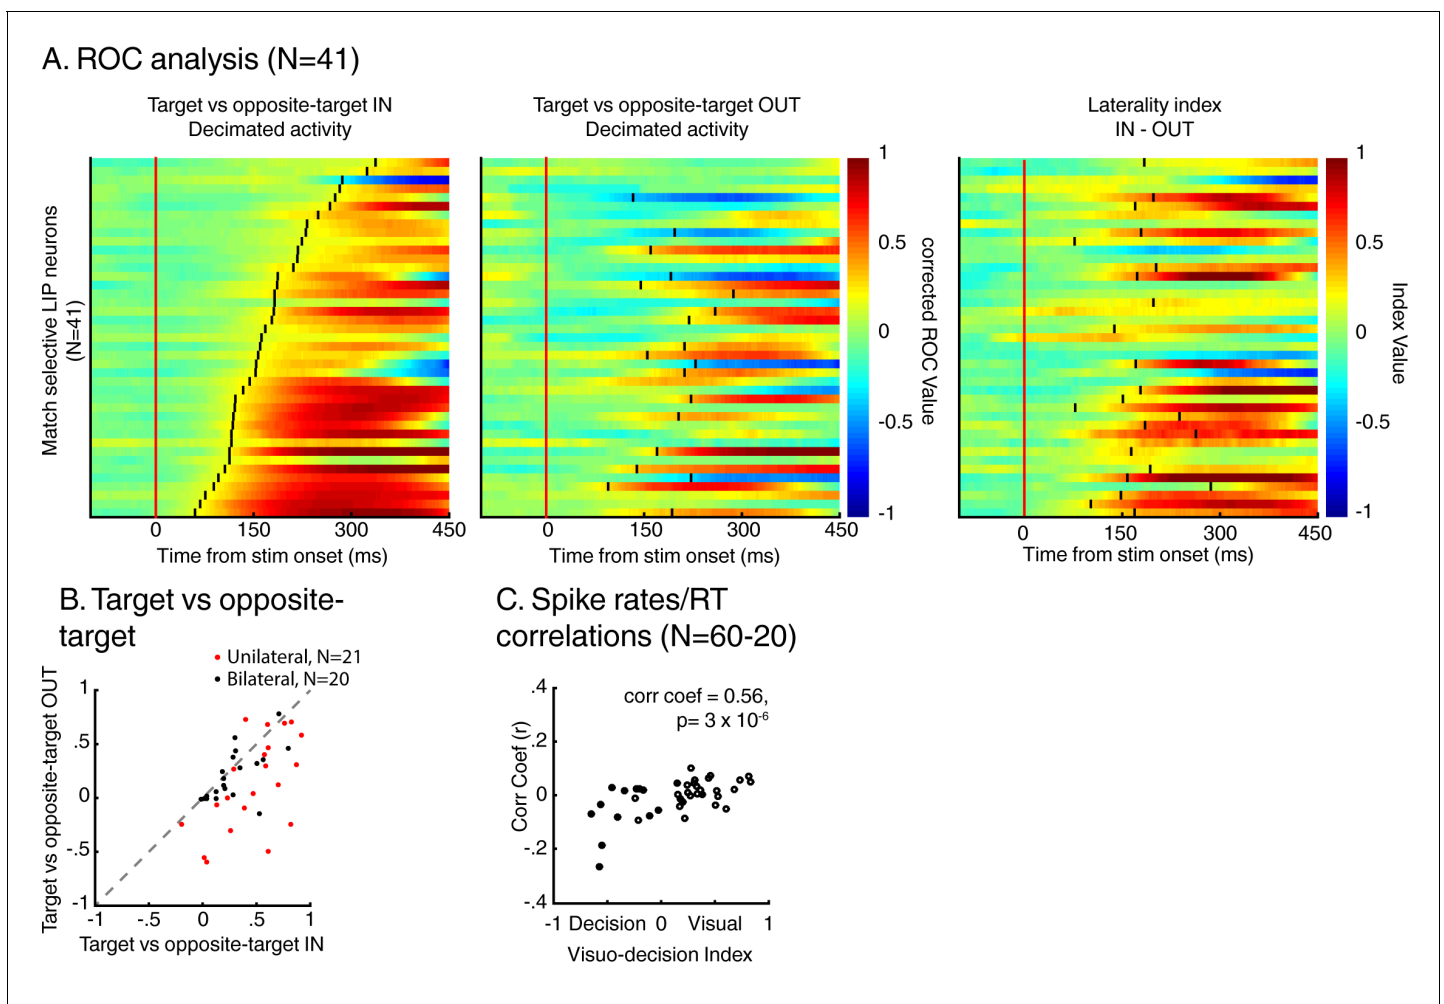 A. ROC analysis (N=41)
Target vs opposite-target IN
Decimated activity
Target vs opposite-target OUT
Decimated activity
Laterality index
IN - OUT
Match selective LIP neurons
(N=41)
0 150 300 450
Time from stim onset (ms)
0 150 300 450
Time from stim onset (ms)
1
0.5
0
-0.5
-1
corrected ROC Value
0 150 300 450
Time from stim onset (ms)
1
0.5
0
-0.5
-1
Index Value
B. Target vs opposite-
target
Unilateral, N=21
Bilateral, N=20
Target vs opposite-target OUT
1
.5
0
-.5
-1
-1 -.5 0 .5 1
Target vs opposite-target IN
C. Spike rates/RT
correlations (N=60-20)
corr coef = 0.56,
p= 3 x 10-6
Corr Coef (r)
.4
.2
0
-.2
-.4
-1 Decision 0 Visual 1
Visuo-decision Index